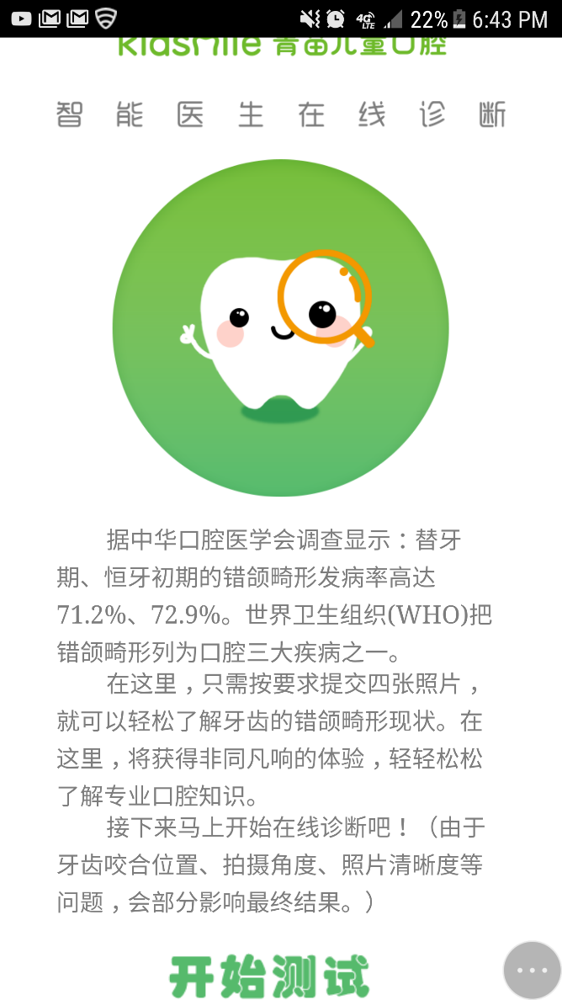 22% 6:43 PM
kidsmile 青苗儿童口腔
智能医生在线诊断
据中华口腔医学会调查显示：替牙
期、恒牙初期的错颌畸形发病率高达
71.2%、72.9%。世界卫生组织(WHO)把
错颌畸形列为口腔三大疾病之一。
在这里，只需按要求提交四张照片，
就可以轻松了解牙齿的错颌畸形现状。在
这里，将获得非同凡响的体验，轻轻松松
了解专业口腔知识。
接下来马上开始在线诊断吧！（由于
牙齿咬合位置、拍摄角度、照片清晰度等
问题，会部分影响最终结果。）
开始测试